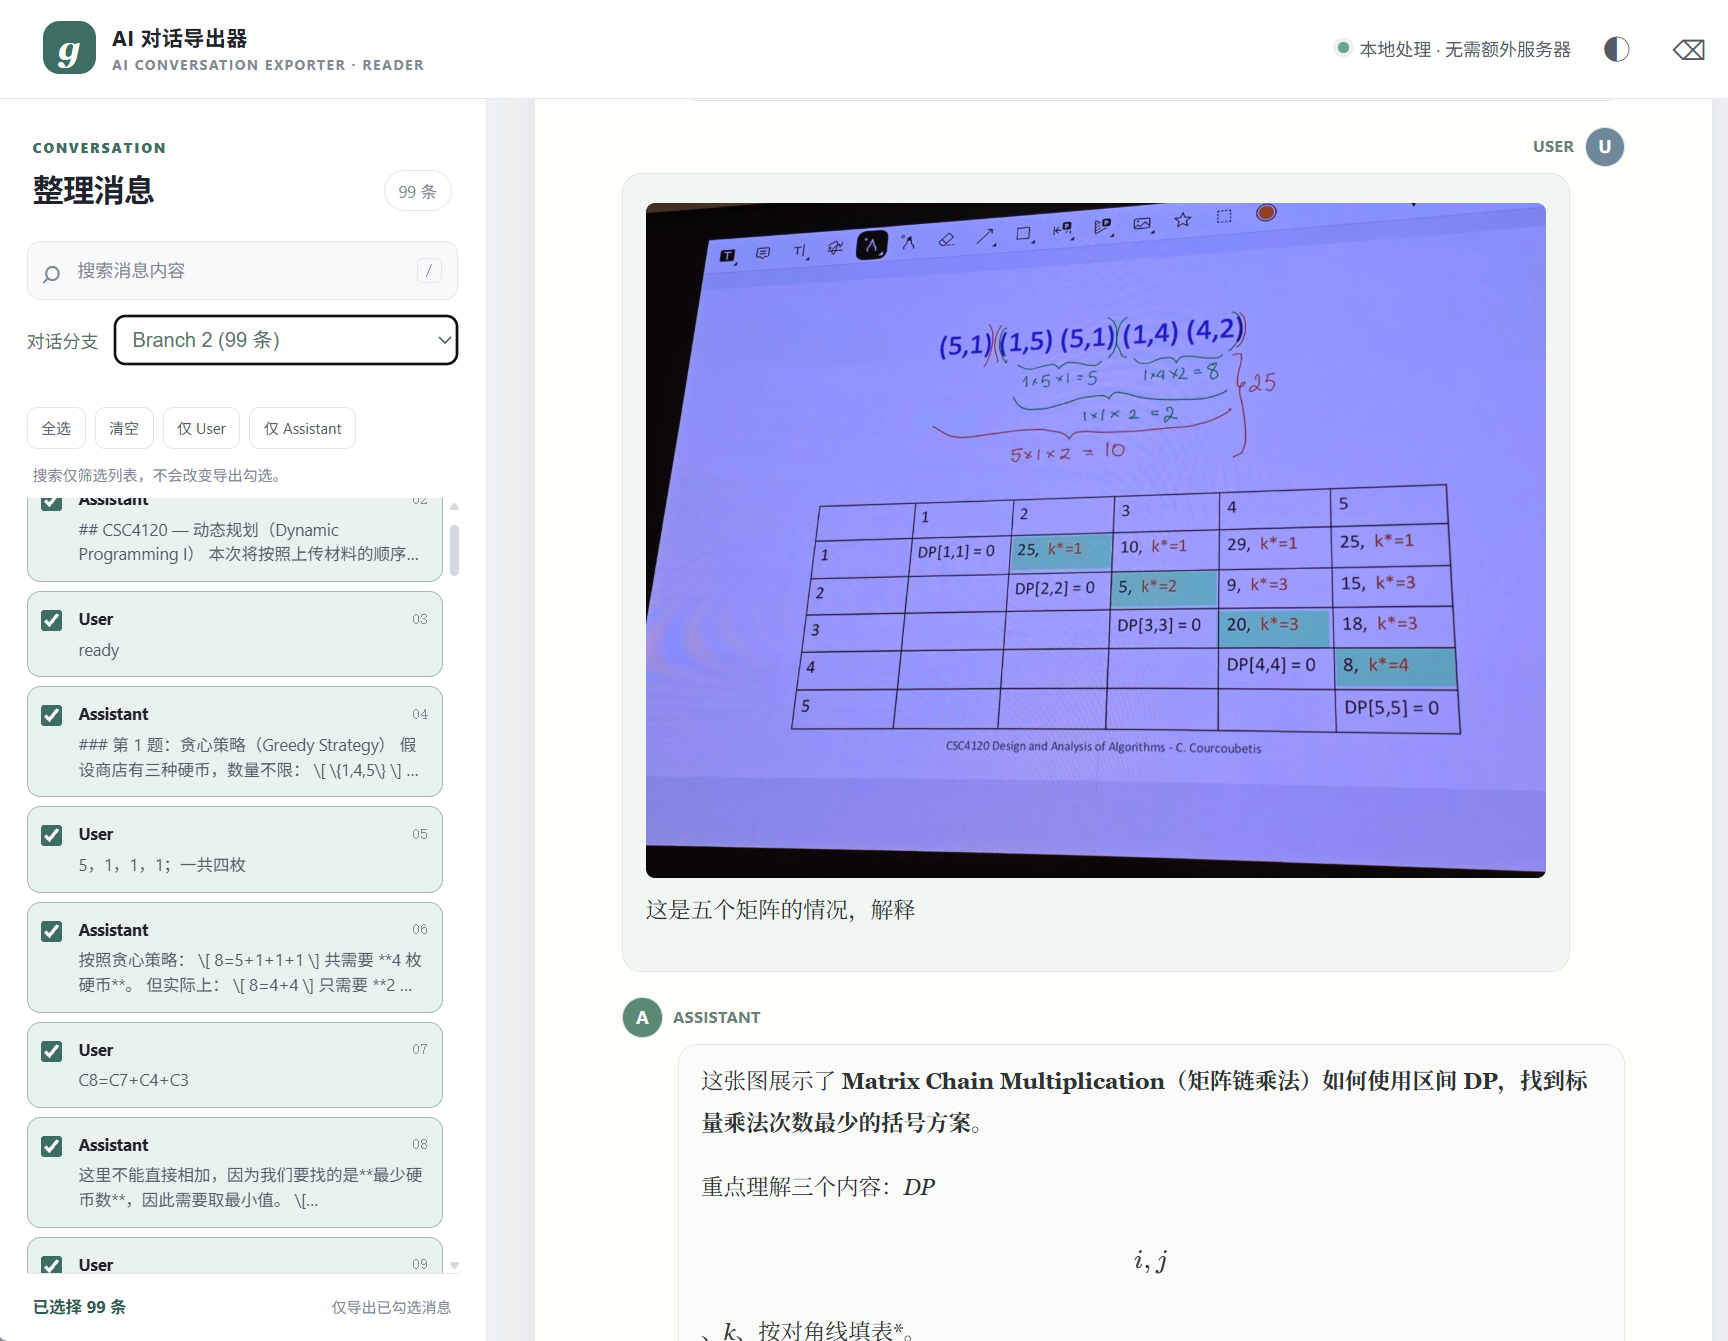 g
AI 对话导出器
AI CONVERSATION EXPORTER · READER
本地处理 · 无需额外服务器
CONVERSATION
整理消息
99 条
搜索消息内容
/
对话分支
Branch 2 (99 条)
全选
清空
仅 User
仅 Assistant
搜索仅筛选列表，不会改变导出勾选。
Assistant
02
## CSC4120 — 动态规划（Dynamic
Programming I） 本次将按照上传材料的顺序...
User
03
ready
Assistant
04
### 第 1 题：贪心策略（Greedy Strategy） 假
设商店有三种硬币，数量不限： \[ \{1,4,5\} \] ...
User
05
5，1，1，1；一共四枚
Assistant
06
按照贪心策略： \[ 8=5+1+1+1 \] 共需要 **4 枚
硬币**。 但实际上： \[ 8=4+4 \] 只需要 **2 ...
User
07
C8=C7+C4+C3
Assistant
08
这里不能直接相加，因为我们要找的是**最少硬
币数**，因此需要取最小值。 \[...
User
09
已选择 99 条
仅导出已勾选消息
USER
U
(5,1) (1,5) (5,1) (1,4) (4,2)
1×5×1=5
1×4×2=8
25
1×1×2 =2
5×1×2 = 10
1 2 3 4 5
1 DP[1,1] = 0 25, k*=1 10, k*=1 29, k*=1 25, k*=1
2 DP[2,2] = 0 5, k*=2 9, k*=3 15, k*=3
3 DP[3,3] = 0 20, k*=3 18, k*=3
4 DP[4,4] = 0 8, k*=4
5 DP[5,5] = 0
CSC4120 Design and Analysis of Algorithms - C. Courcoubetis
这是五个矩阵的情况，解释
A
ASSISTANT
这张图展示了 Matrix Chain Multiplication（矩阵链乘法）如何使用区间 DP，找到标
量乘法次数最少的括号方案。
重点理解三个内容：DP
i, j
、k、按对角线填表*。